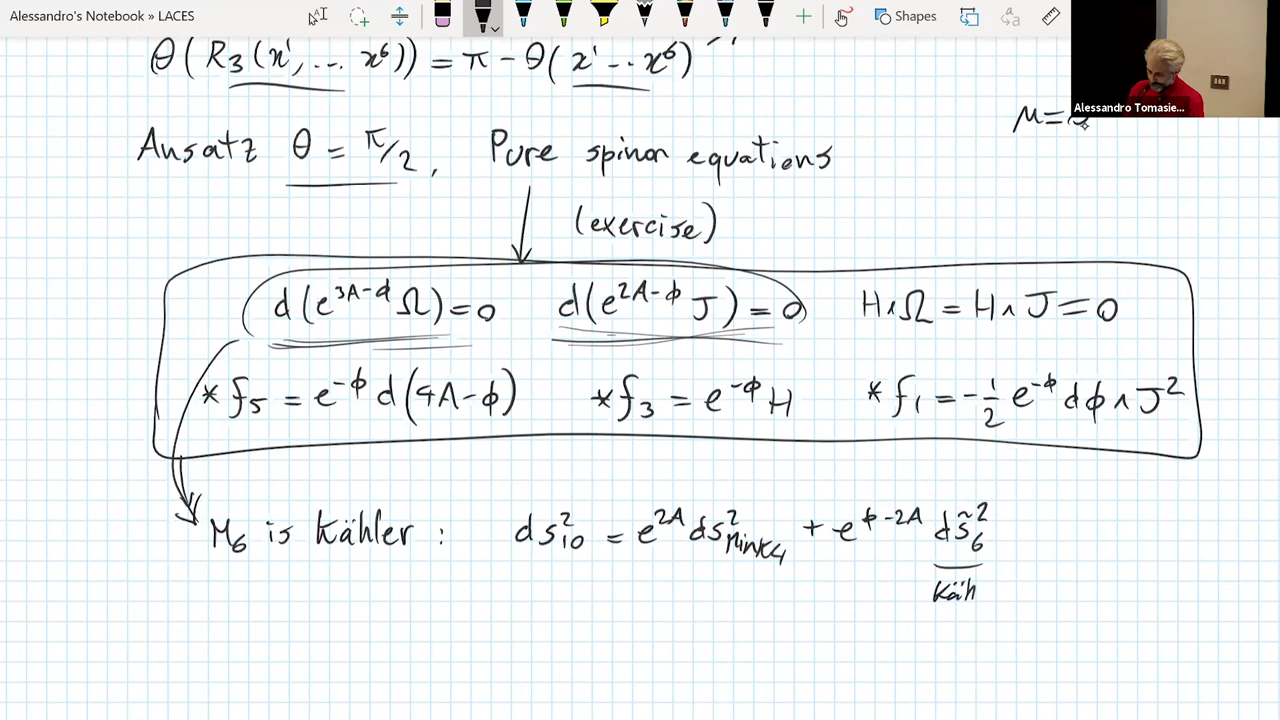 Alessandro's Notebook » LACES
Shapes
Alessandro Tomasie...
θ(R₃(x¹, ... x⁶)) = π − θ(x¹ ·· x⁶)
μ=
Ansatz θ = π/2, Pure spinor equations
(exercise)
d(e^{3A−ϕ} Ω) = 0 d(e^{2A−ϕ} J) = 0 H∧Ω = H∧J = 0
* f₅ = e^{−ϕ} d(4A−ϕ) * f₃ = e^{−ϕ} H * f₁ = −½ e^{−ϕ} dϕ ∧ J²
M₆ is Kähler : ds²₁₀ = e^{2A} ds²_{Mink4} + e^{ϕ−2A} ds̃²₆
Käh